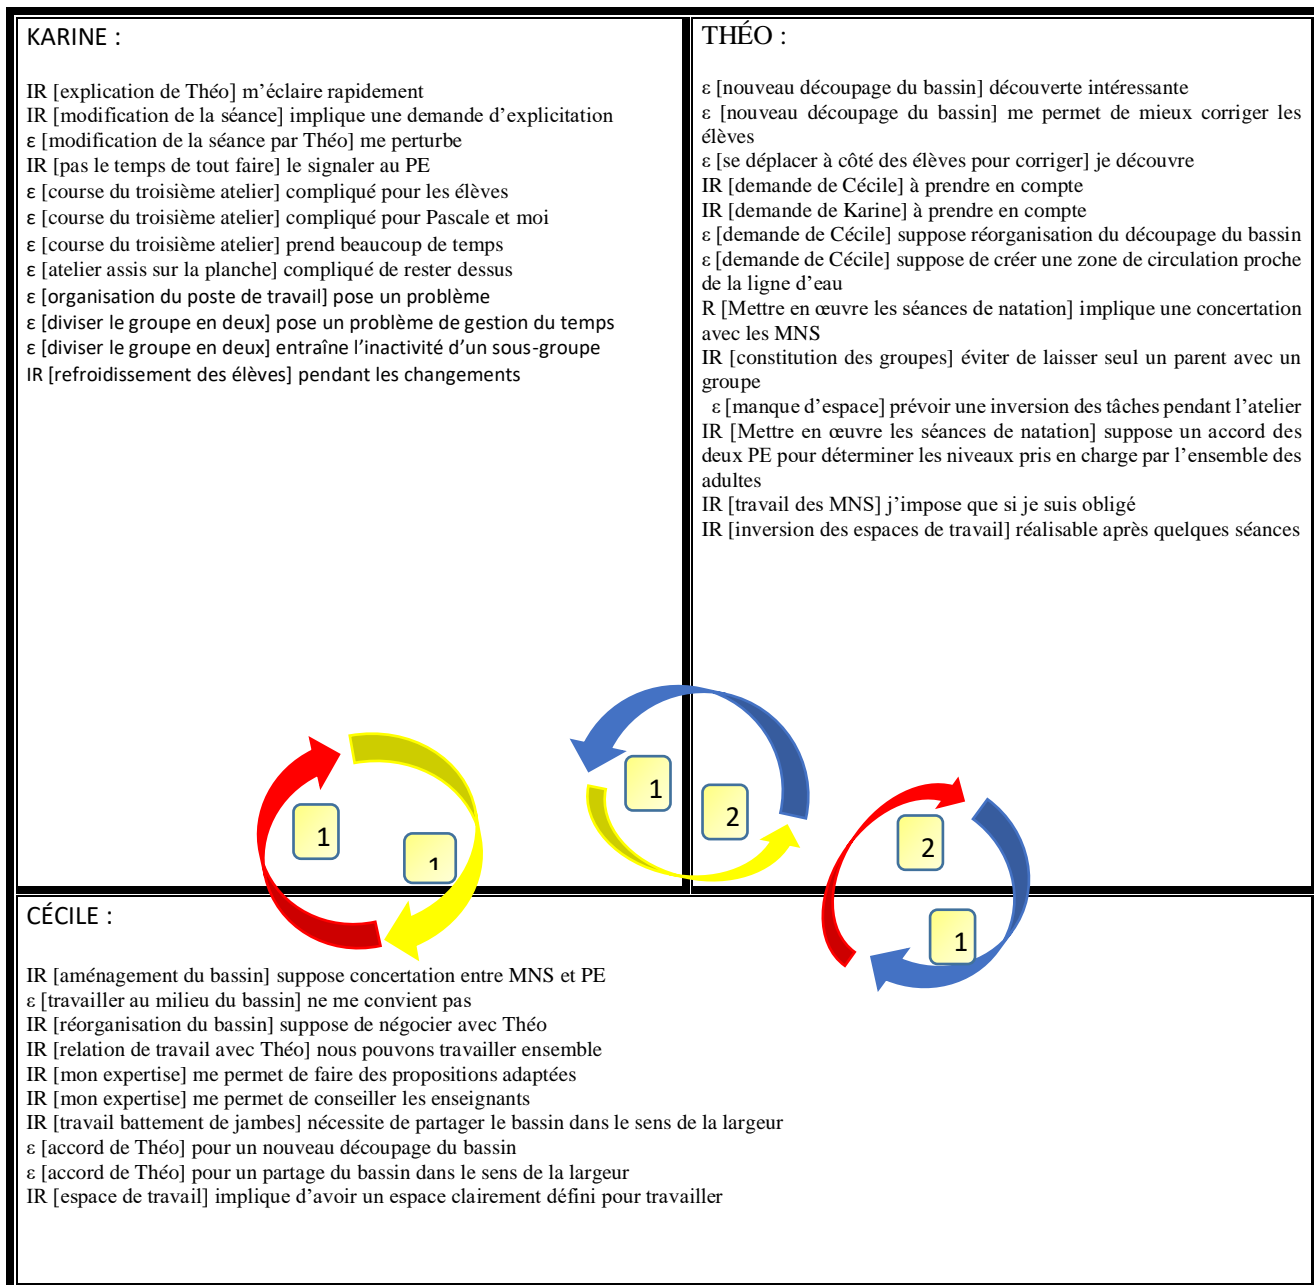 KARINE :
IR [explication de Théo] m’éclaire rapidement
IR [modification de la séance] implique une demande d’explicitation
ε [modification de la séance par Théo] me perturbe
IR [pas le temps de tout faire] le signaler au PE
ε [course du troisième atelier] compliqué pour les élèves
ε [course du troisième atelier] compliqué pour Pascale et moi
ε [course du troisième atelier] prend beaucoup de temps
ε [atelier assis sur la planche] compliqué de rester dessus
ε [organisation du poste de travail] pose un problème
ε [diviser le groupe en deux] pose un problème de gestion du temps
ε [diviser le groupe en deux] entraîne l’inactivité d’un sous-groupe
IR [refroidissement des élèves] pendant les changements
THÉO :
ε [nouveau découpage du bassin] découverte intéressante
ε [nouveau découpage du bassin] me permet de mieux corriger les
élèves
ε [se déplacer à côté des élèves pour corriger] je découvre
IR [demande de Cécile] à prendre en compte
IR [demande de Karine] à prendre en compte
ε [demande de Cécile] suppose réorganisation du découpage du bassin
ε [demande de Cécile] suppose de créer une zone de circulation proche
de la ligne d’eau
R [Mettre en œuvre les séances de natation] implique une concertation
avec les MNS
IR [constitution des groupes] éviter de laisser seul un parent avec un
groupe
ε [manque d’espace] prévoir une inversion des tâches pendant l’atelier
IR [Mettre en œuvre les séances de natation] suppose un accord des
deux PE pour déterminer les niveaux pris en charge par l’ensemble des
adultes
IR [travail des MNS] j’impose que si je suis obligé
IR [inversion des espaces de travail] réalisable après quelques séances
1
1
1
2
2
1
CÉCILE :
IR [aménagement du bassin] suppose concertation entre MNS et PE
ε [travailler au milieu du bassin] ne me convient pas
IR [réorganisation du bassin] suppose de négocier avec Théo
IR [relation de travail avec Théo] nous pouvons travailler ensemble
IR [mon expertise] me permet de faire des propositions adaptées
IR [mon expertise] me permet de conseiller les enseignants
IR [travail battement de jambes] nécessite de partager le bassin dans le sens de la largeur
ε [accord de Théo] pour un nouveau découpage du bassin
ε [accord de Théo] pour un partage du bassin dans le sens de la largeur
IR [espace de travail] implique d’avoir un espace clairement défini pour travailler